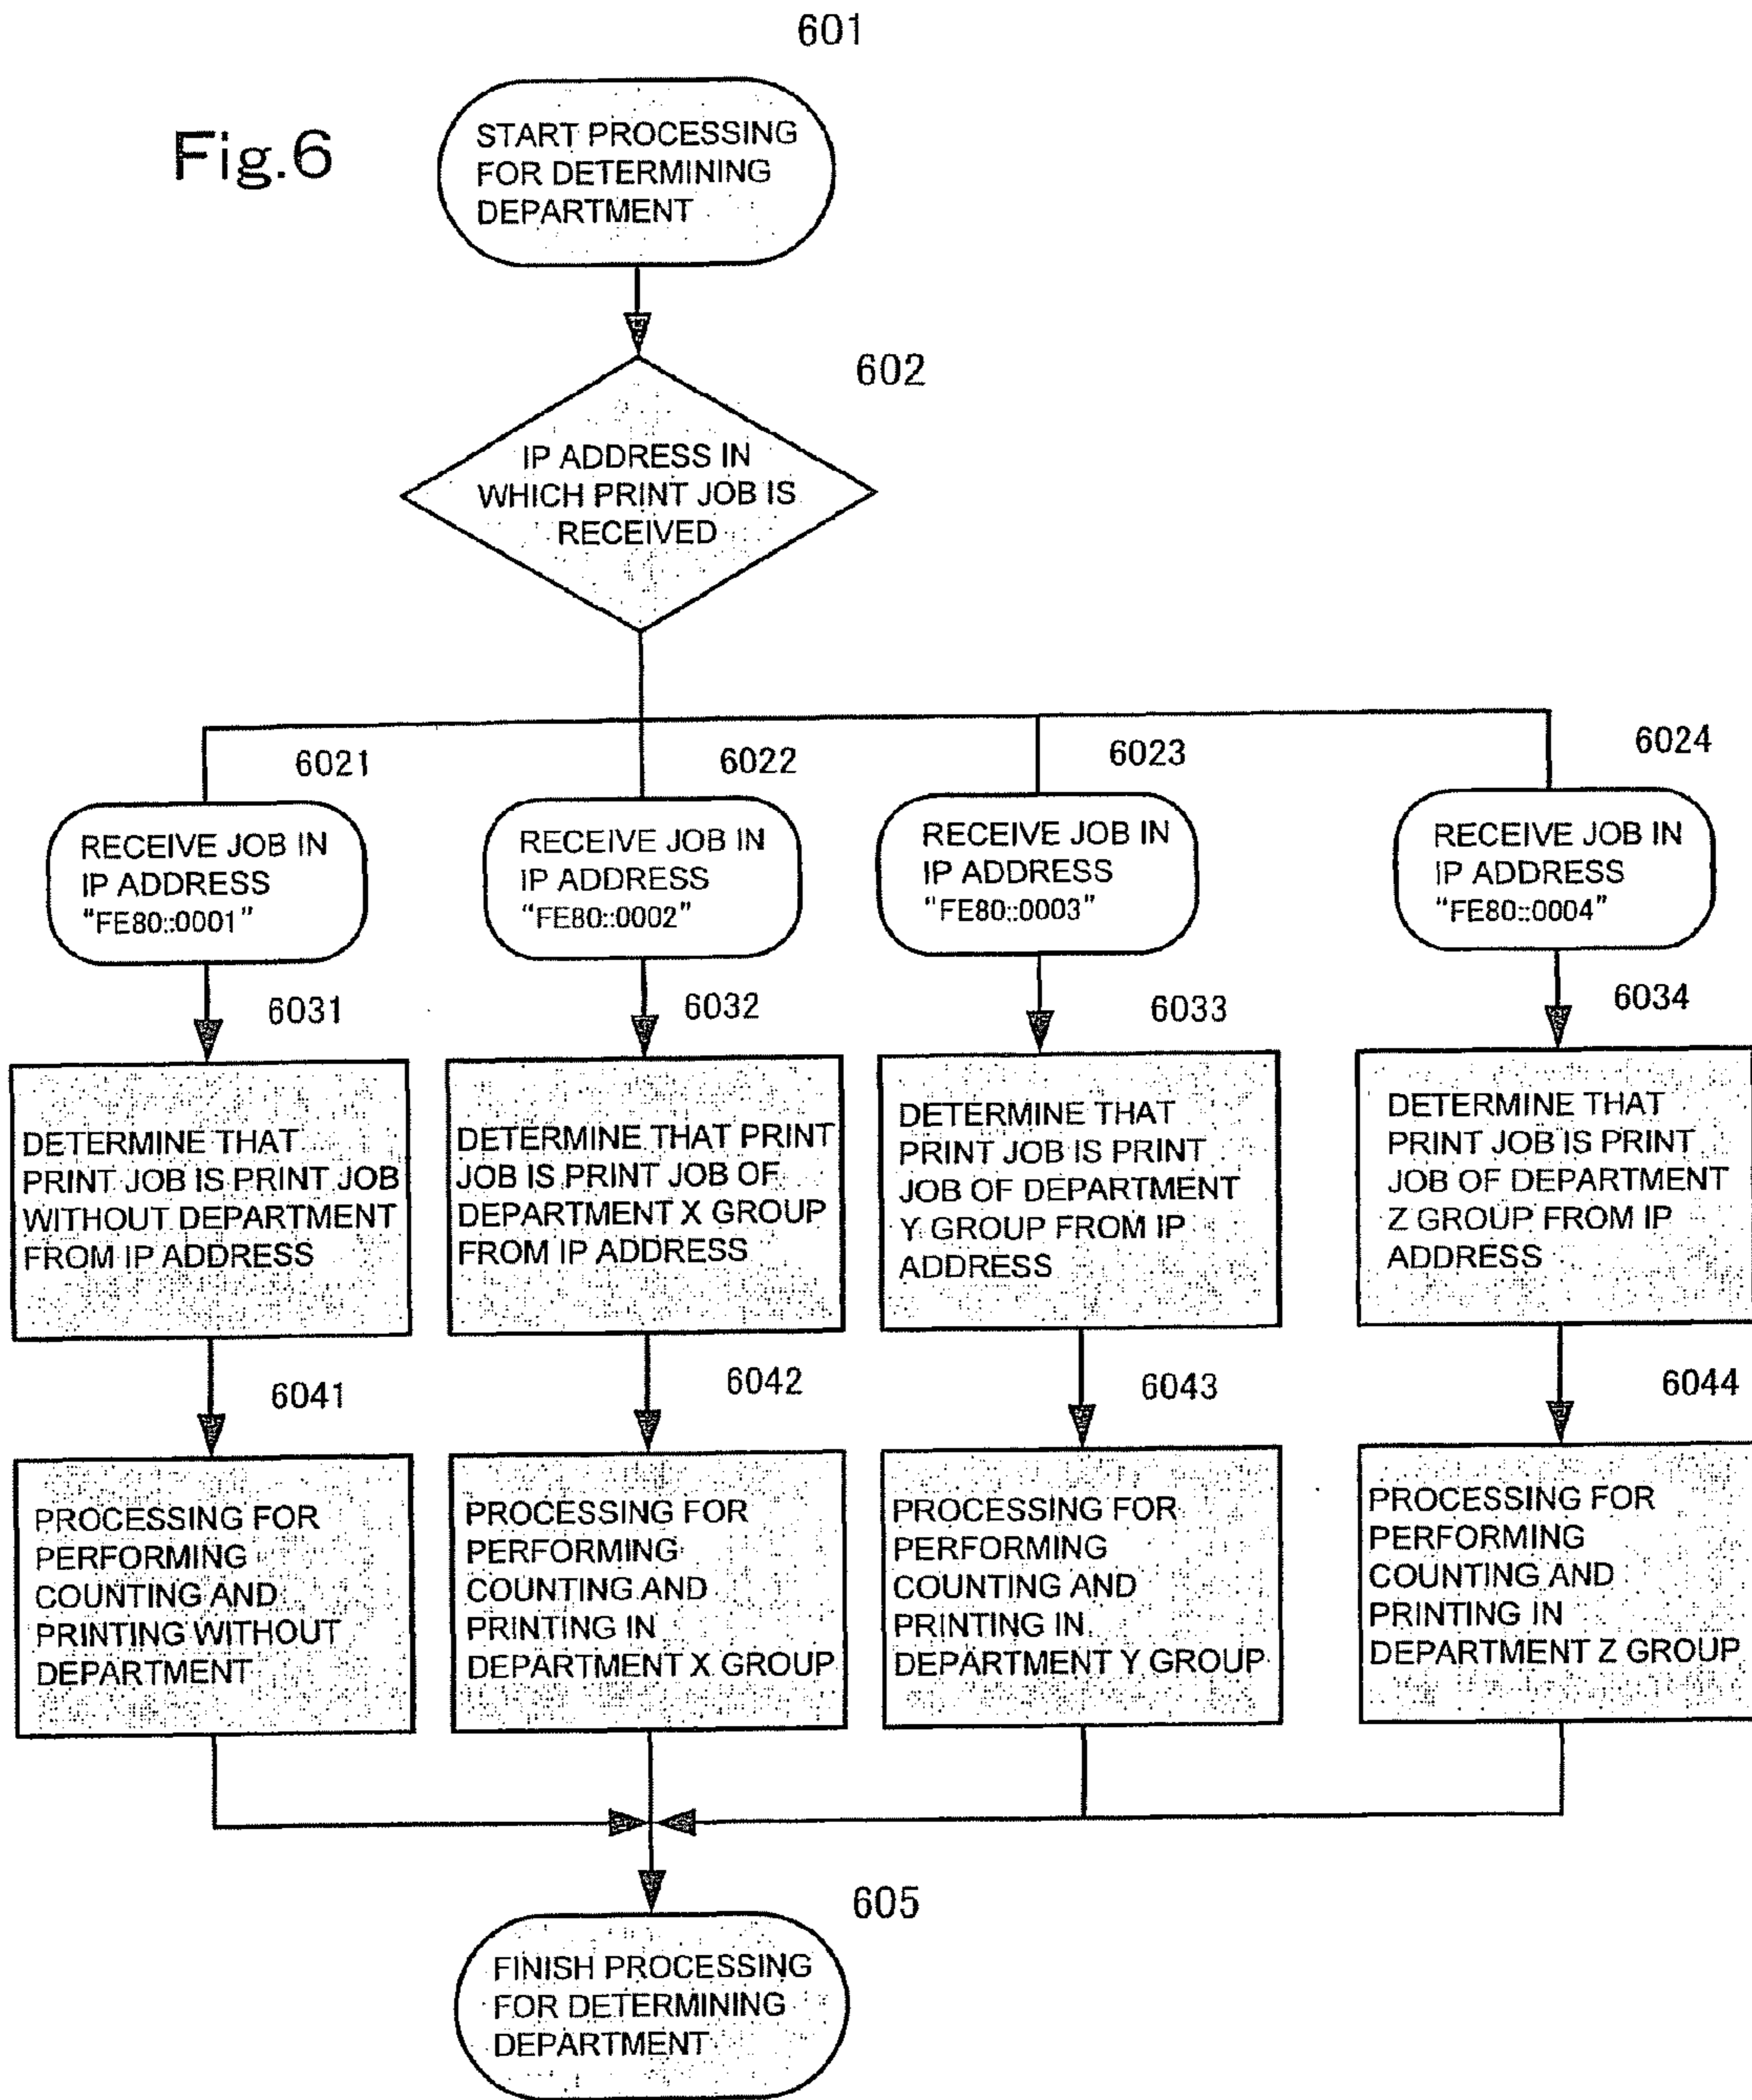 601
Fig.6
START PROCESSING
FOR DETERMINING
DEPARTMENT
602
IP ADDRESS IN
WHICH PRINT JOB IS
RECEIVED
6021
6022
6023
6024
RECEIVE JOB IN
IP ADDRESS
"FE80::0001"
RECEIVE JOB IN
IP ADDRESS
"FE80::0002"
RECEIVE JOB IN
IP ADDRESS
"FE80::0003"
RECEIVE JOB IN
IP ADDRESS
"FE80::0004"
6031
6032
6033
6034
DETERMINE THAT
PRINT JOB IS PRINT JOB
WITHOUT DEPARTMENT
FROM IP ADDRESS
DETERMINE THAT PRINT
JOB IS PRINT JOB OF
DEPARTMENT X GROUP
FROM IP ADDRESS
DETERMINE THAT
PRINT JOB IS PRINT
JOB OF DEPARTMENT
Y GROUP FROM IP
ADDRESS
DETERMINE THAT
PRINT JOB IS PRINT
JOB OF DEPARTMENT
Z GROUP FROM IP
ADDRESS
6041
6042
6043
6044
PROCESSING FOR
PERFORMING
COUNTING AND
PRINTING WITHOUT
DEPARTMENT
PROCESSING FOR
PERFORMING
COUNTING AND
PRINTING IN
DEPARTMENT X GROUP
PROCESSING FOR
PERFORMING
COUNTING AND
PRINTING IN
DEPARTMENT Y GROUP
PROCESSING FOR
PERFORMING
COUNTING AND
PRINTING IN
DEPARTMENT Z GROUP
605
FINISH PROCESSING
FOR DETERMINING
DEPARTMENT